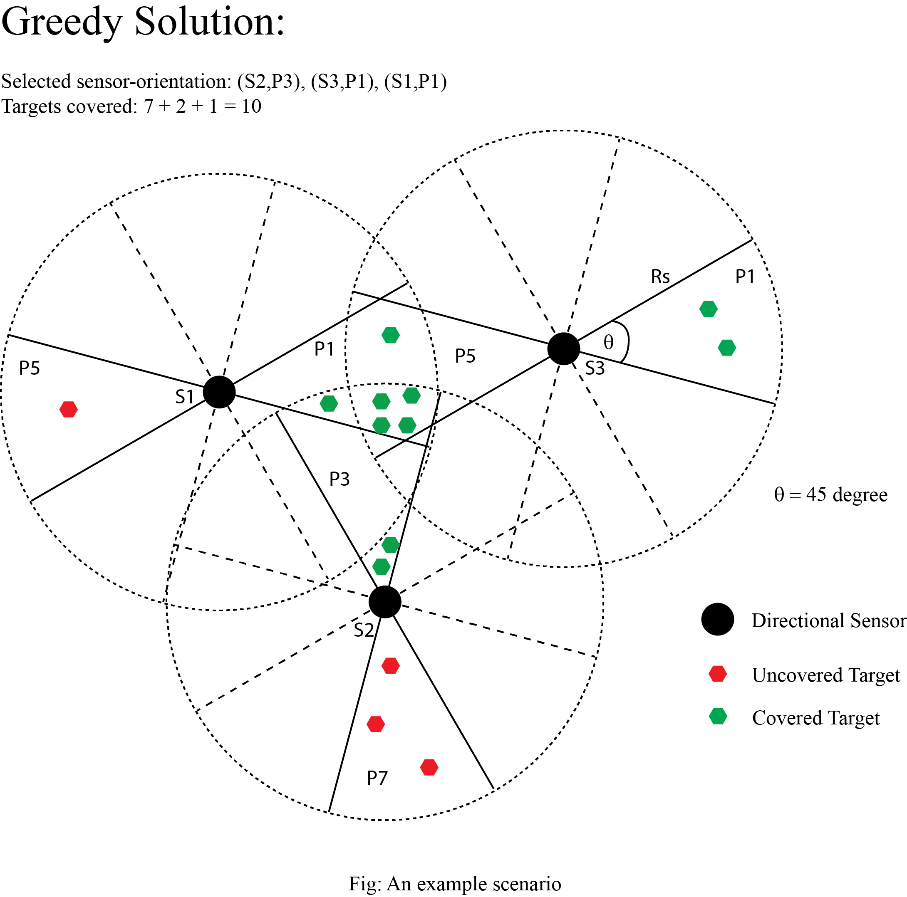 Greedy Solution:
Selected sensor-orientation: (S2,P3), (S3,P1), (S1,P1)
Targets covered: 7 + 2 + 1 = 10
Rs
P1
θ
S3
P1
P5
P5
S1
P3
θ = 45 degree
S2
P7
Directional Sensor
Uncovered Target
Covered Target
Fig: An example scenario